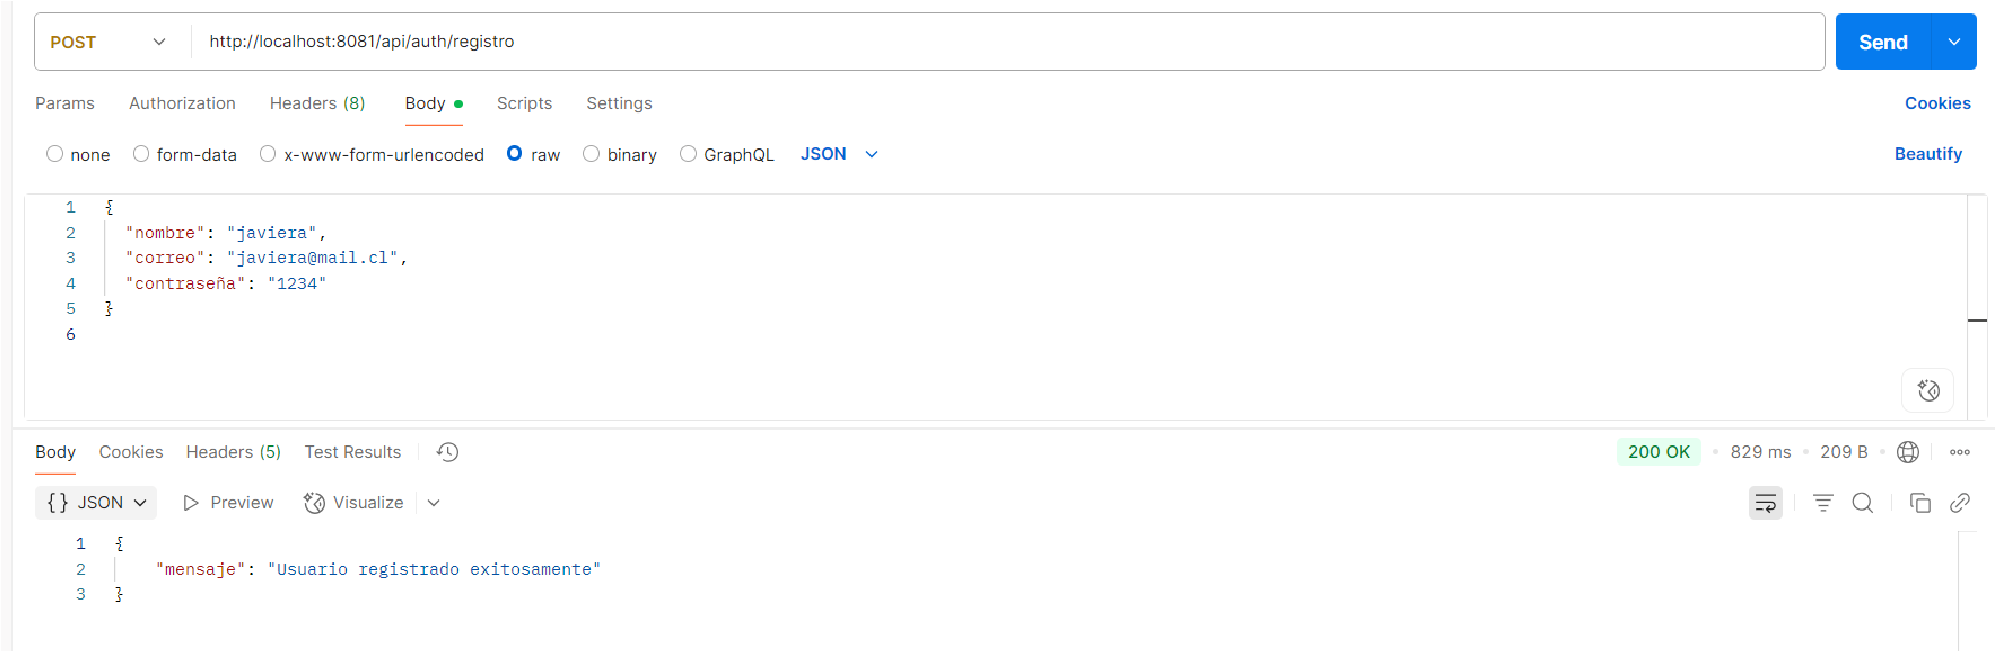 POST http://localhost:8081/api/auth/registro Send
Params Authorization Headers (8) Body Scripts Settings Cookies
none form-data x-www-form-urlencoded raw binary GraphQL JSON Beautify
1 {
2 "nombre": "javiera",
3 "correo": "javiera@mail.cl",
4 "contraseña": "1234"
5 }
6
Body Cookies Headers (5) Test Results 200 OK • 829 ms • 209 B •
{} JSON Preview Visualize
1 {
2 "mensaje": "Usuario registrado exitosamente"
3 }